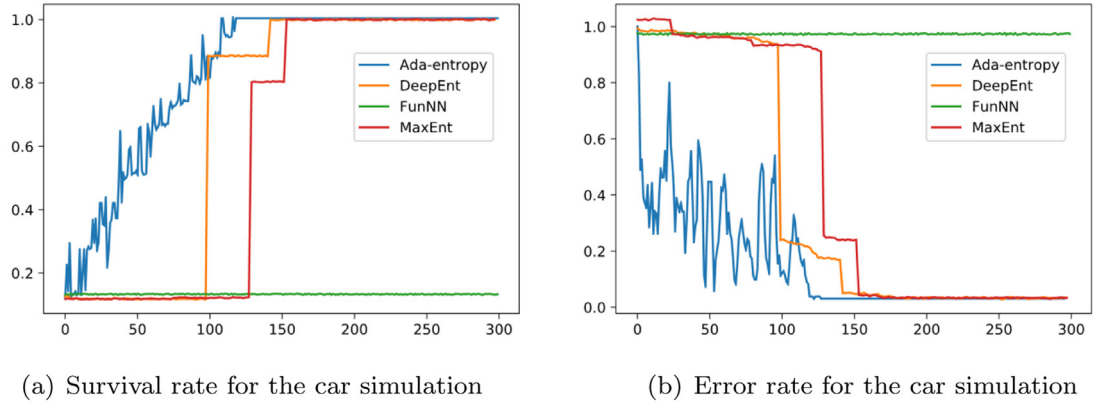 1.0
0.8
0.6
0.4
0.2
0
50
100
150
200
250
300
Ada-entropy
DeepEnt
FunNN
MaxEnt
(a) Survival rate for the car simulation
1.0
0.8
0.6
0.4
0.2
0.0
0
50
100
150
200
250
300
Ada-entropy
DeepEnt
FunNN
MaxEnt
(b) Error rate for the car simulation